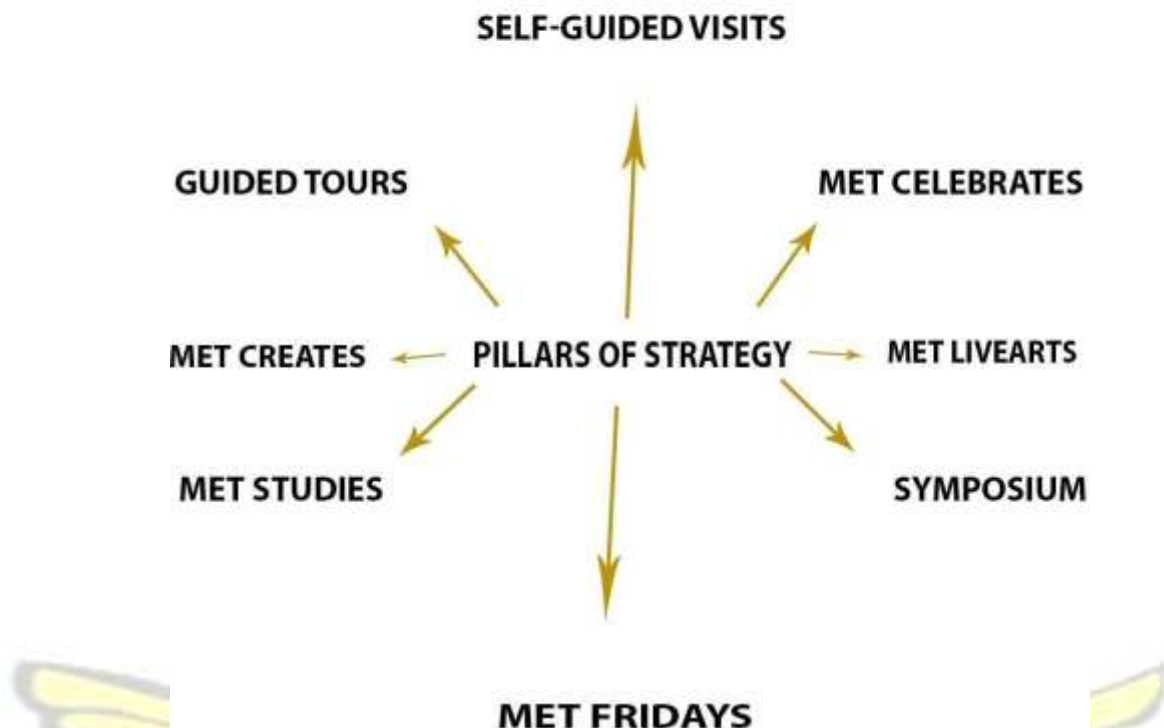 SELF-GUIDED VISITS
GUIDED TOURS
MET CELEBRATES
MET CREATES
PILLARS OF STRATEGY
MET LIVEARTS
MET STUDIES
SYMPOSIUM
MET FRIDAYS